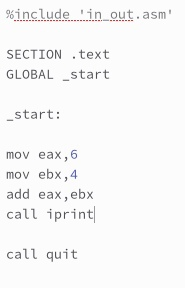 %include 'in_out.asm'
SECTION .text
GLOBAL _start
_start:
mov eax,6
mov ebx,4
add eax,ebx
call iprint
call quit